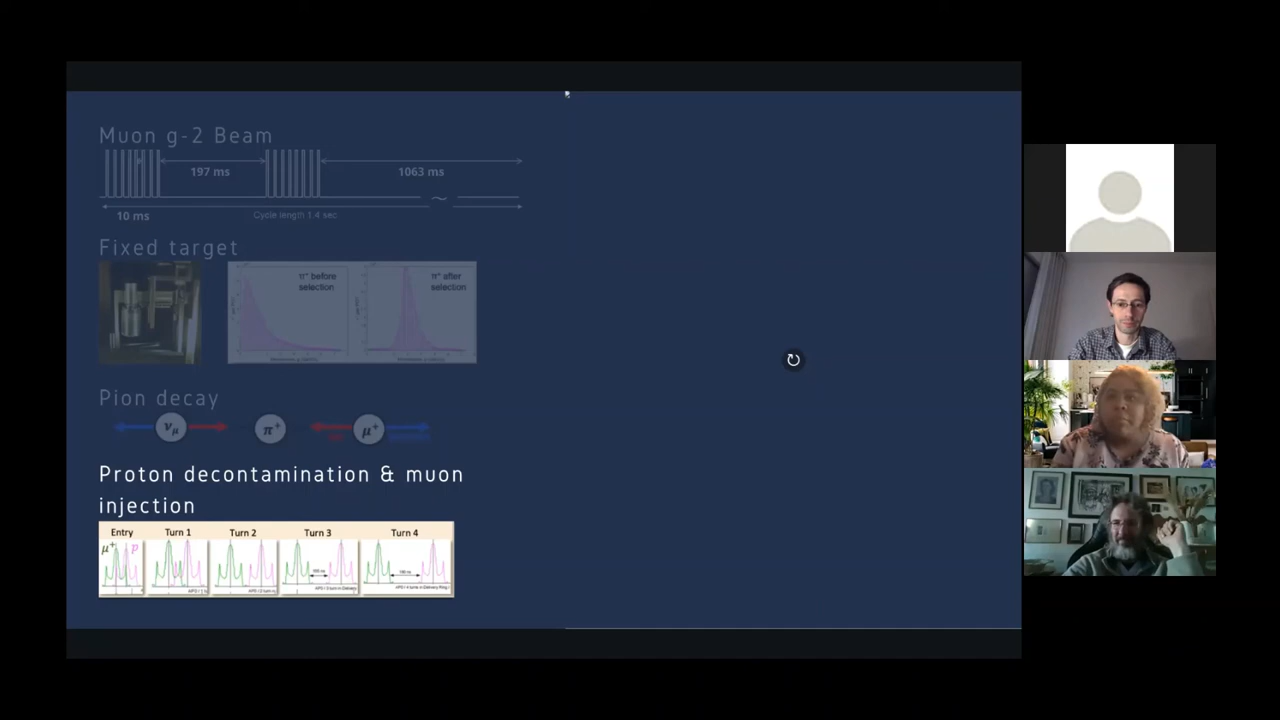 Muon g-2 Beam
197 ms
1063 ms
10 ms
Cycle length 1.4 sec
Fixed target
π⁺ before
selection
π⁺ after
selection
Pion decay
νμ
π⁺
μ⁺
Proton decontamination & muon
injection
Entry
Turn 1
Turn 2
Turn 3
Turn 4
μ⁺
p